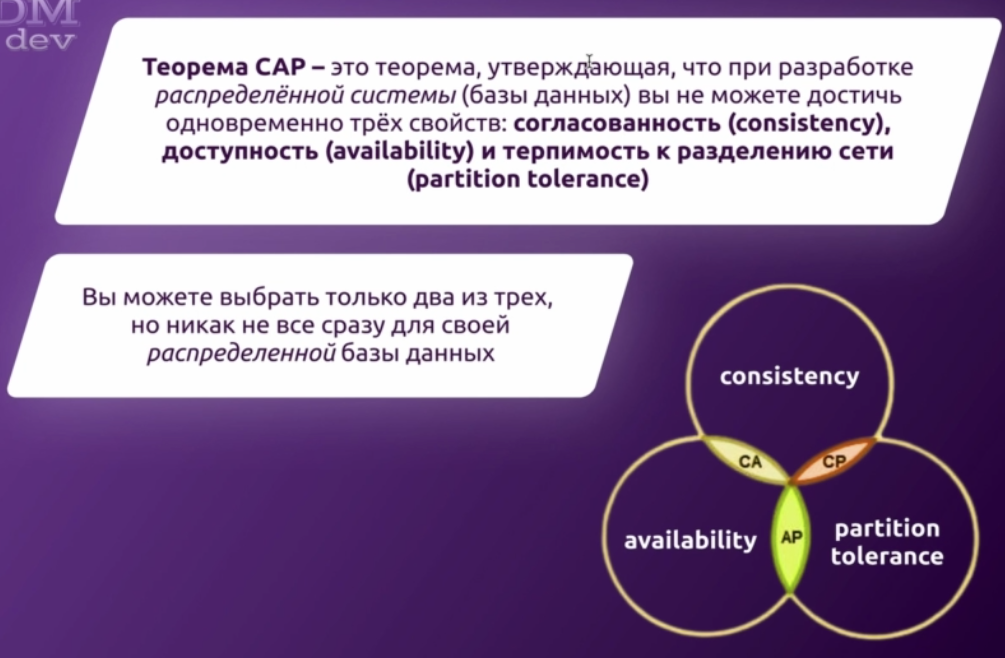 DM
dev
Теорема CAP – это теорема, утверждающая, что при разработке
распределённой системы (базы данных) вы не можете достичь
одновременно трёх свойств: согласованность (consistency),
доступность (availability) и терпимость к разделению сети
(partition tolerance)
Вы можете выбрать только два из трех,
но никак не все сразу для своей
распределенной базы данных
consistency
CA
CP
availability
AP
partition
tolerance